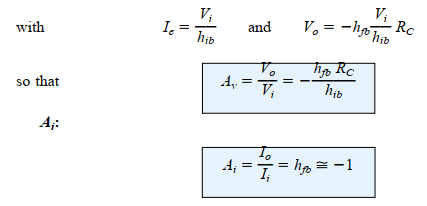 with I_e = V_i / h_ib and V_o = −h_fb V_i / h_ib R_C
so that A_v = V_o / V_i = − h_fb R_C / h_ib
A_i:
A_i = I_o / I_i = h_fb ≅ −1